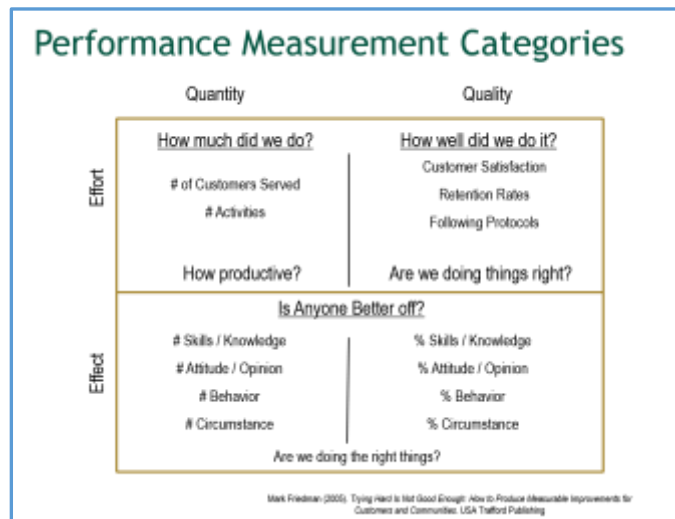 Performance Measurement Categories
Quantity
Quality
Effort
How much did we do?
# of Customers Served
# Activities
How productive?
How well did we do it?
Customer Satisfaction
Retention Rates
Following Protocols
Are we doing things right?
Effect
Is Anyone Better off?
# Skills / Knowledge
# Attitude / Opinion
# Behavior
# Circumstance
% Skills / Knowledge
% Attitude / Opinion
% Behavior
% Circumstance
Are we doing the right things?
Mark Friedman (2005). Trying Hard Is Not Good Enough: How to Produce Measurable Improvements for
Customers and Communities. USA Trafford Publishing